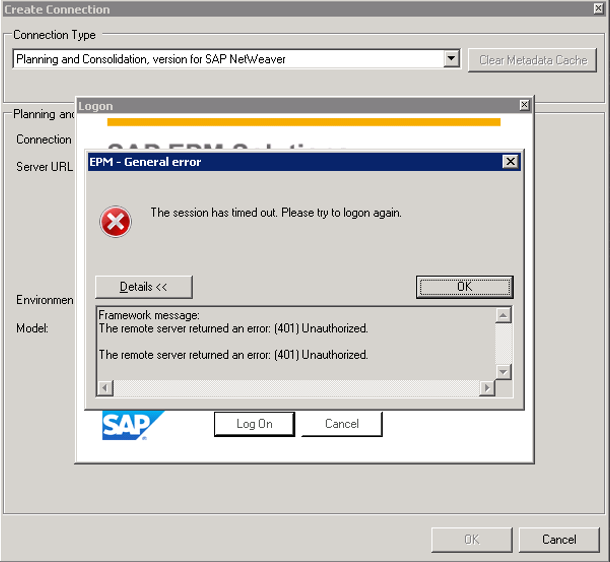 Create Connection
Connection Type
Planning and Consolidation, version for SAP NetWeaver
Clear Metadata Cache
Planning and
Logon
Connection
Server URL
EPM - General error
The session has timed out. Please try to logon again.
Details <<
OK
Framework message:
The remote server returned an error: (401) Unauthorized.
The remote server returned an error: (401) Unauthorized.
Environmen
Model:
SAP
Log On
Cancel
OK
Cancel